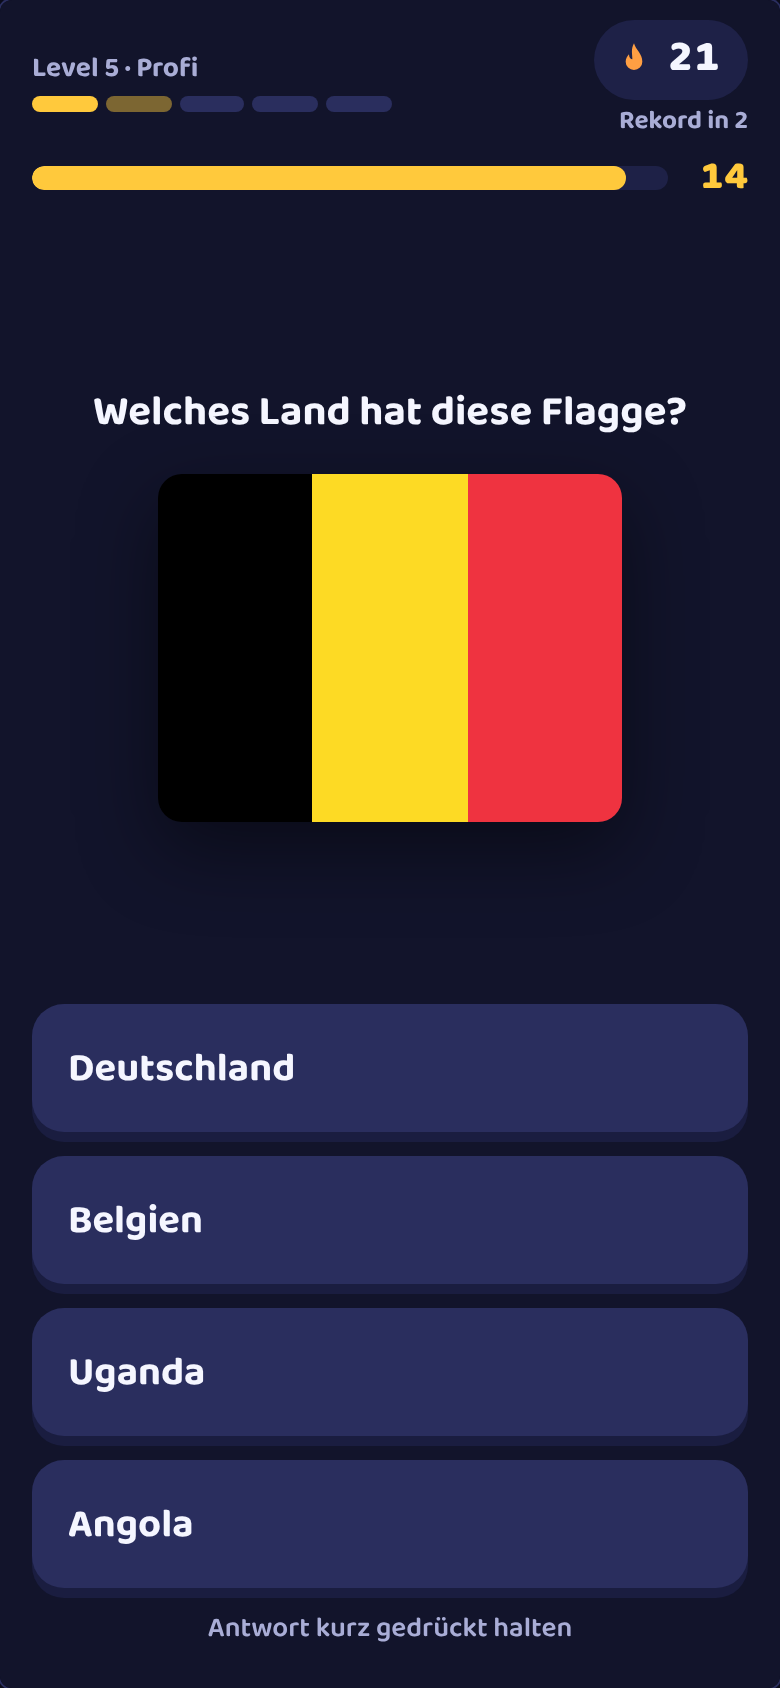 Level 5 · Profi
21
Rekord in 2
14
Welches Land hat diese Flagge?
Deutschland
Belgien
Uganda
Angola
Antwort kurz gedrückt halten